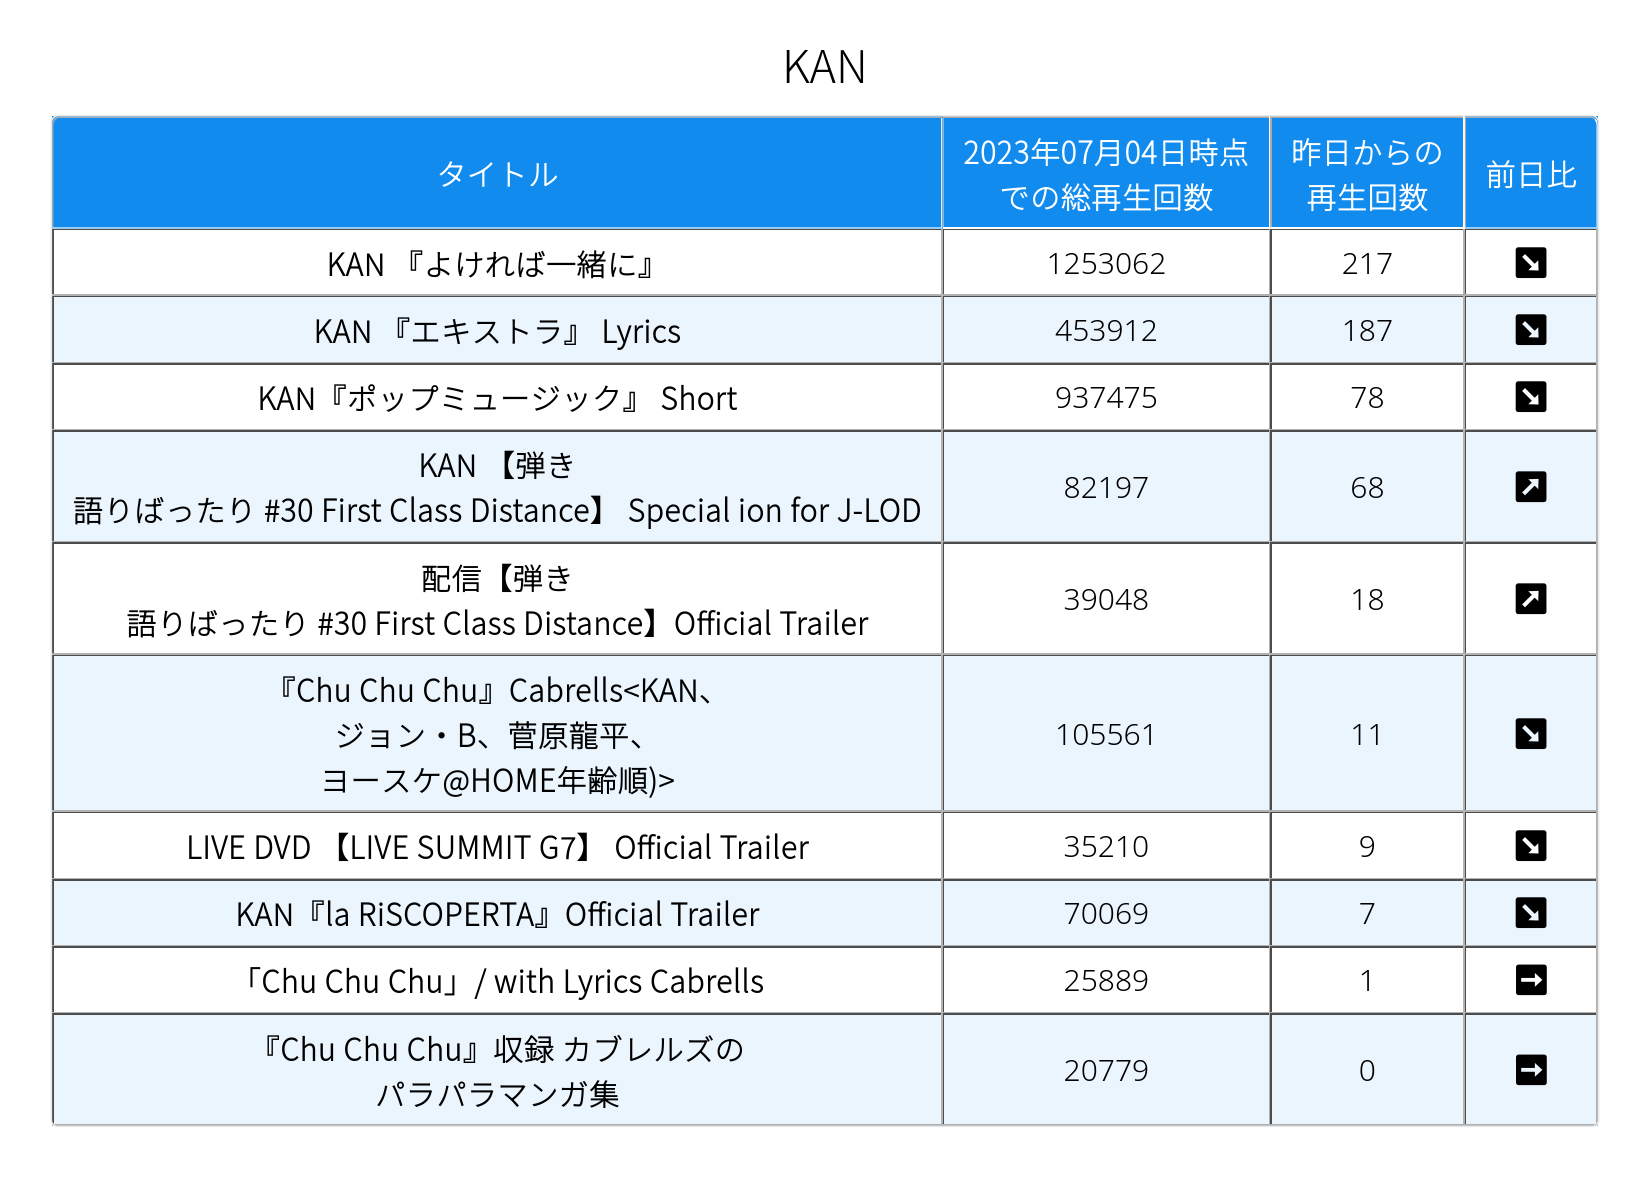 KAN
タイトル
2023年07月04日時点
での総再生回数
昨日からの
再生回数
前日比
KAN 『よければ一緒に』
1253062
217
KAN 『エキストラ』 Lyrics
453912
187
KAN『ポップミュージック』 Short
937475
78
KAN 【弾き
語りばったり #30 First Class Distance】 Special ion for J-LOD
82197
68
配信【弾き
語りばったり #30 First Class Distance】Official Trailer
39048
18
『Chu Chu Chu』Cabrells<KAN、
ジョン・B、菅原龍平、
ヨースケ@HOME年齢順)>
105561
11
LIVE DVD 【LIVE SUMMIT G7】 Official Trailer
35210
9
KAN『la RiSCOPERTA』Official Trailer
70069
7
「Chu Chu Chu」/ with Lyrics Cabrells
25889
1
『Chu Chu Chu』収録 カブレルズの
パラパラマンガ集
20779
0